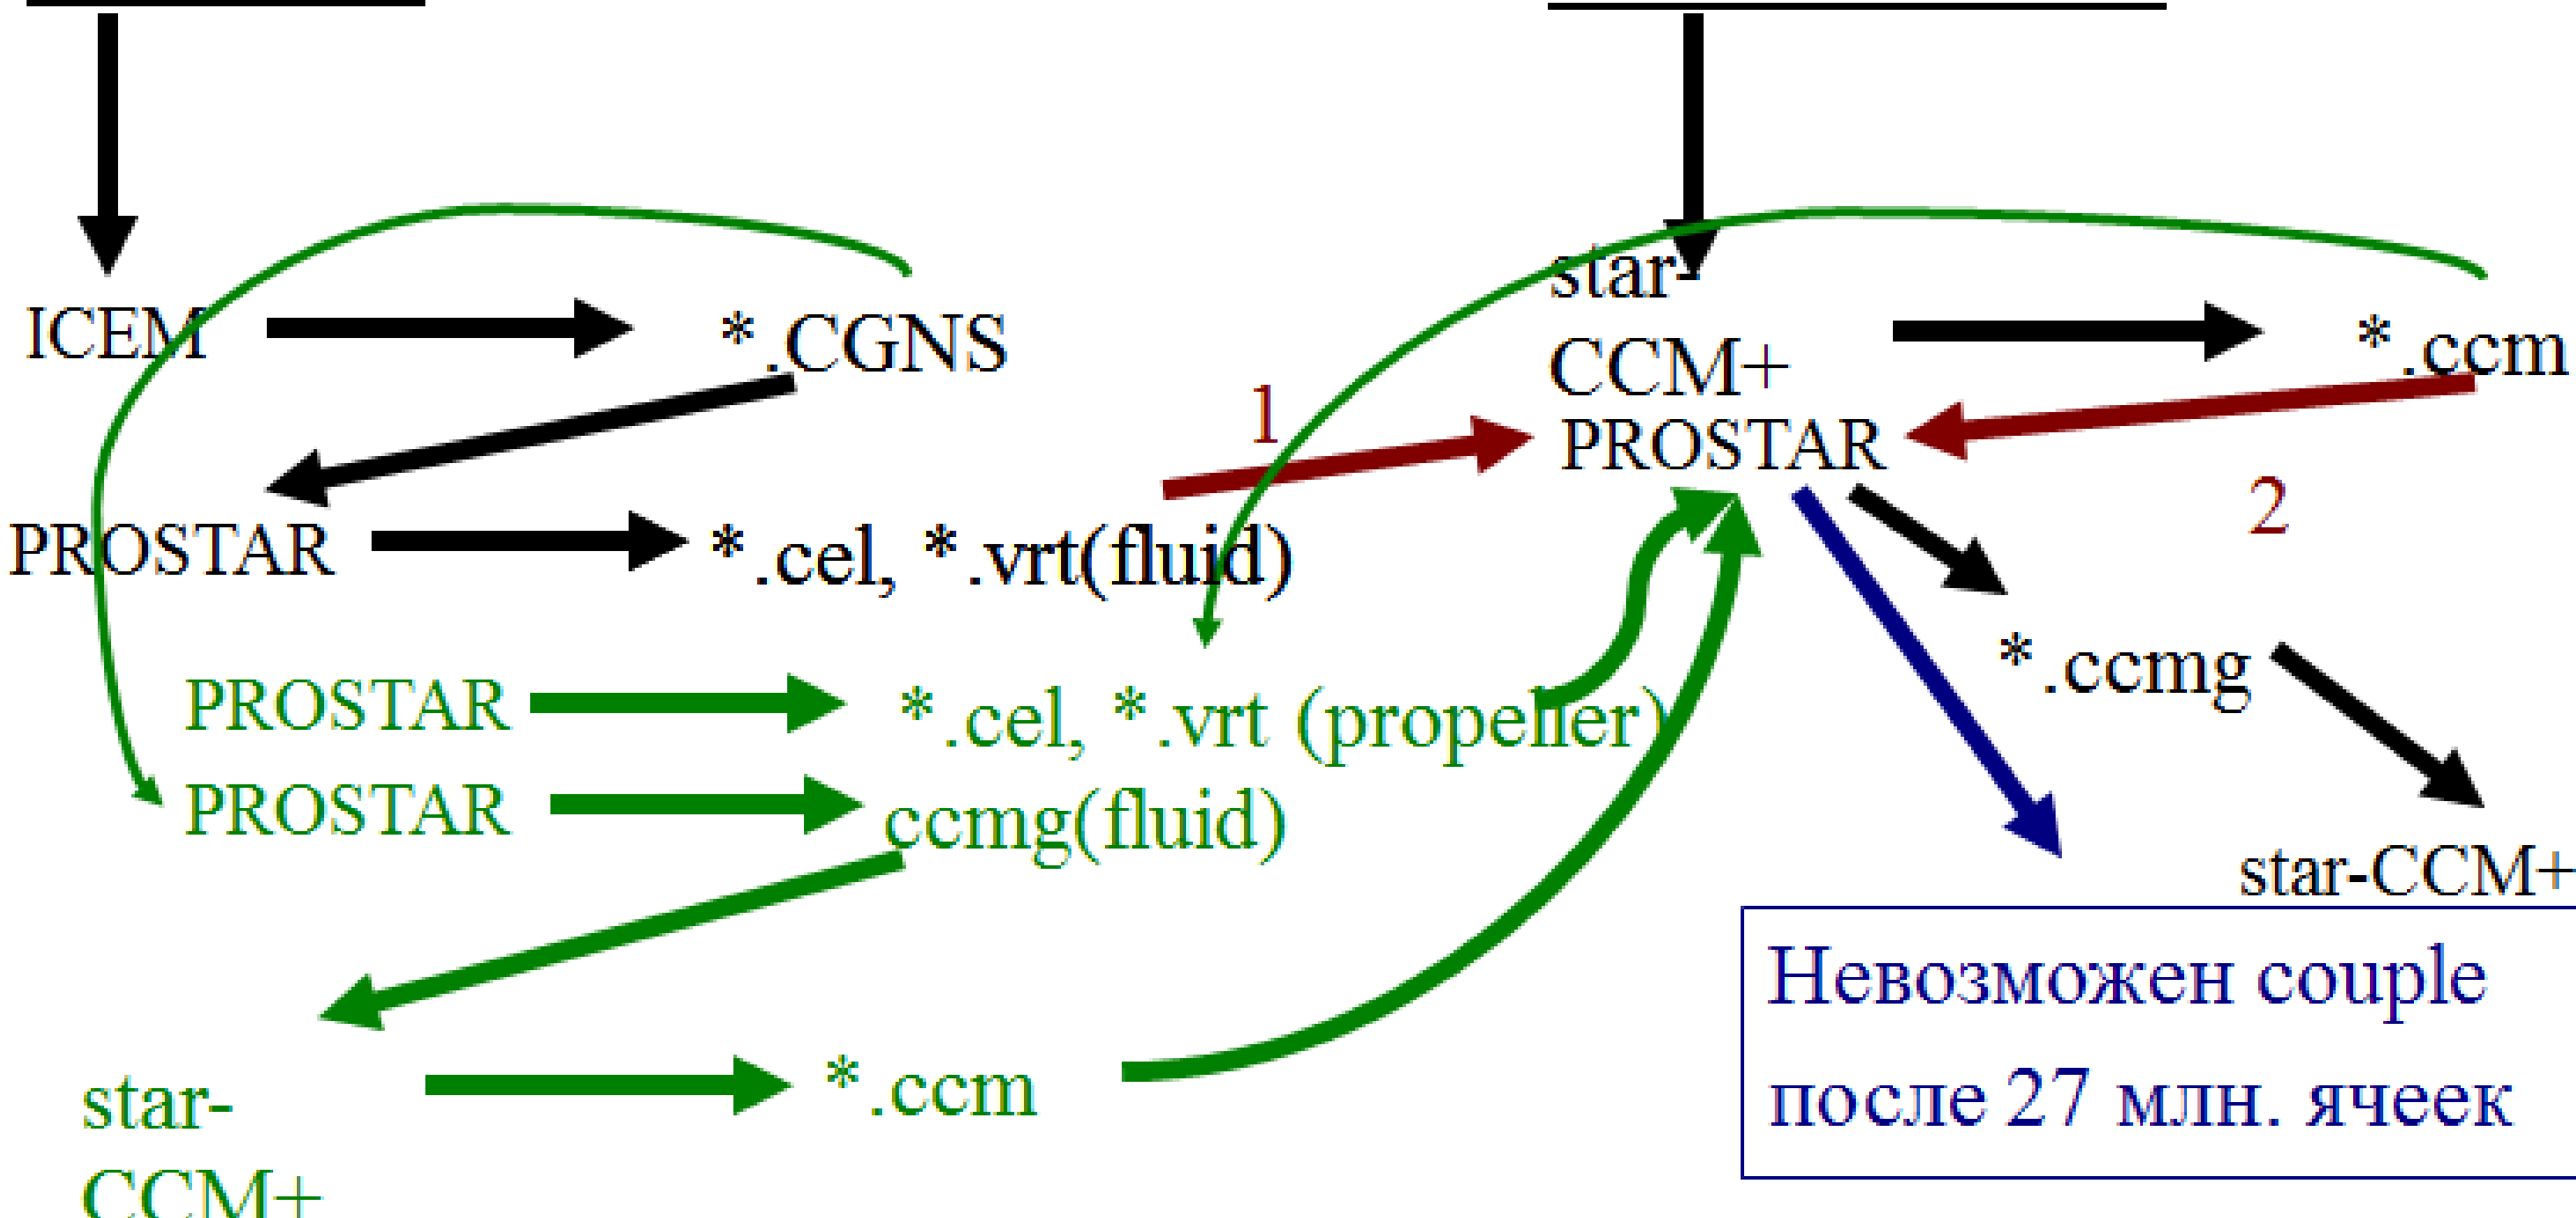 star-
CCM+
ICEM
*.CGNS
*.ccm
1
PROSTAR
2
PROSTAR
*.cel, *.vrt(fluid)
*.ccmg
PROSTAR
*.cel, *.vrt (propeller)
PROSTAR
ccmg(fluid)
star-CCM+
Невозможен couple
после 27 млн. ячеек
star-
CCM+
*.ccm